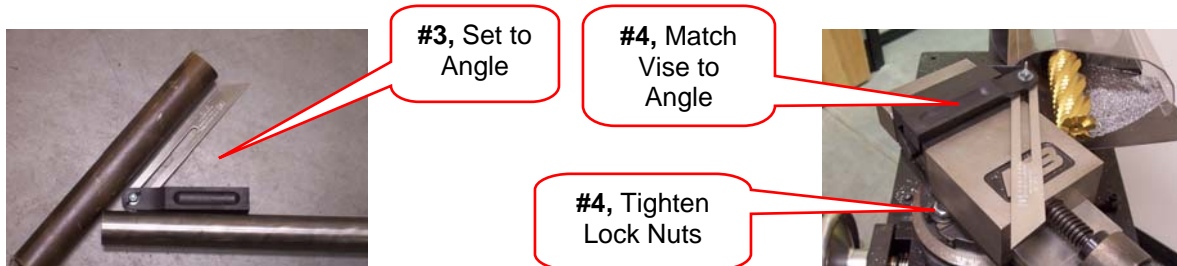 #3, Set to
Angle
#4, Match
Vise to
Angle
#4, Tighten
Lock Nuts